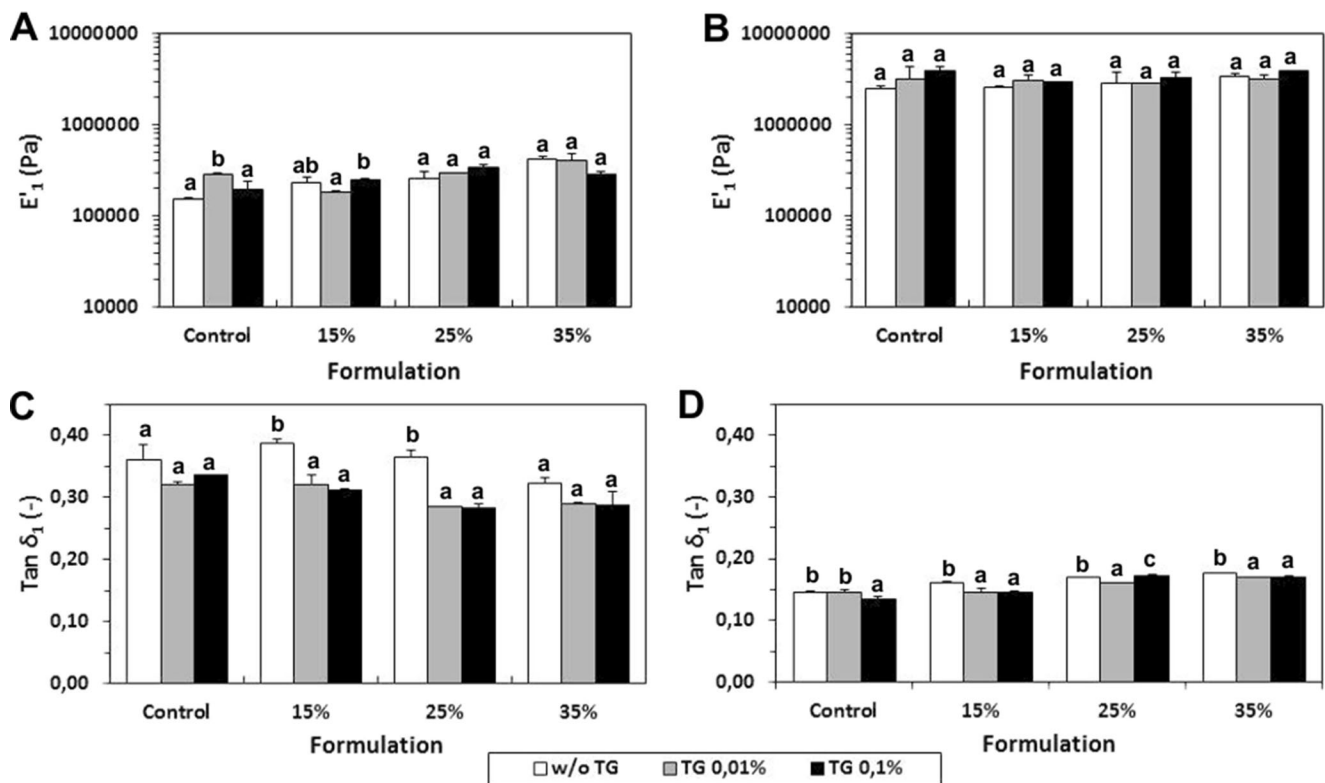 A
10000000
1000000
100000
10000
E'₁ (Pa)
a b a ab a b a a a a a a
Control 15% 25% 35%
Formulation
B
10000000
1000000
100000
10000
E'₁ (Pa)
a a a a a a a a a a a a
Control 15% 25% 35%
Formulation
C
0,40
0,30
0,20
0,10
0,00
Tan δ₁ (-)
a a a b a a b a a a a a
Control 15% 25% 35%
Formulation
D
0,40
0,30
0,20
0,10
0,00
Tan δ₁ (-)
b b a b a a b a c b a a
Control 15% 25% 35%
Formulation
w/o TG TG 0,01% TG 0,1%